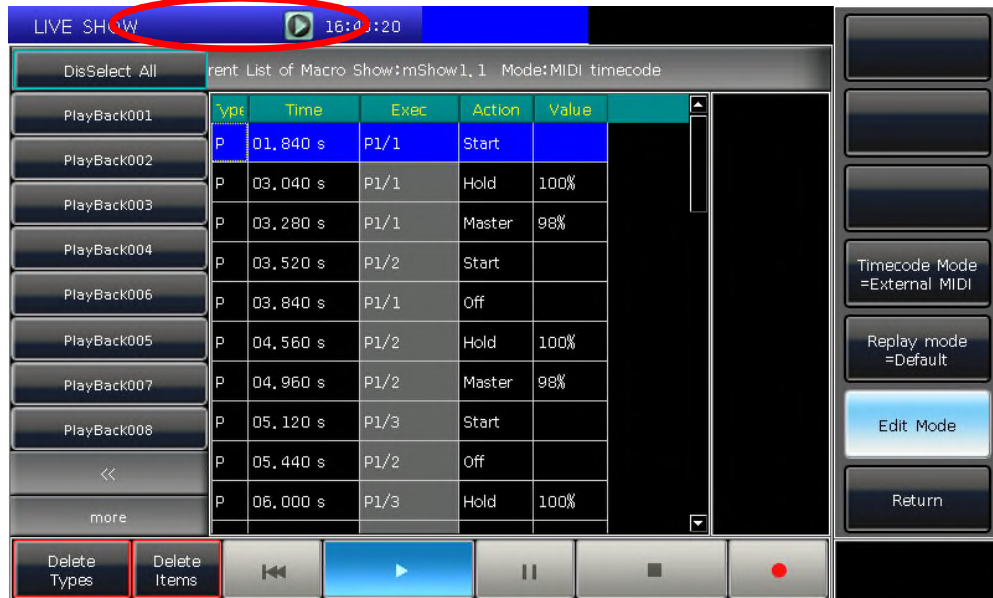 LIVE SHOW
DisSelect All
PlayBack001
PlayBack002
PlayBack003
PlayBack004
PlayBack006
PlayBack005
PlayBack007
PlayBack008
<<
more
rent List of Macro Show:mShow1.1 Mode:MIDI timecode
Type Time Exec Action Value
P 01.840 s P1/1 Start
P 03.040 s P1/1 Hold 100%
P 03.280 s P1/1 Master 98%
P 03.520 s P1/2 Start
P 03.840 s P1/1 Off
P 04.560 s P1/2 Hold 100%
P 04.960 s P1/2 Master 98%
P 05.120 s P1/3 Start
P 05.440 s P1/2 Off
P 06.000 s P1/3 Hold 100%
Timecode Mode
=External MIDI
Replay mode
=Default
Edit Mode
Return
Delete
Types
Delete
Items